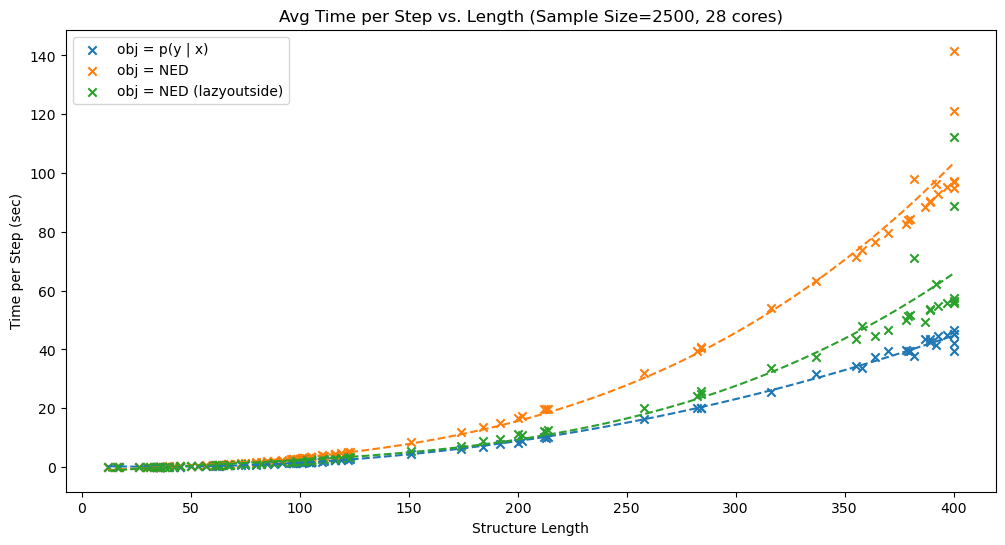 Avg Time per Step vs. Length (Sample Size=2500, 28 cores)
obj = p(y | x)
obj = NED
obj = NED (lazyoutside)
Time per Step (sec)
140
120
100
80
60
40
20
0
0 50 100 150 200 250 300 350 400
Structure Length